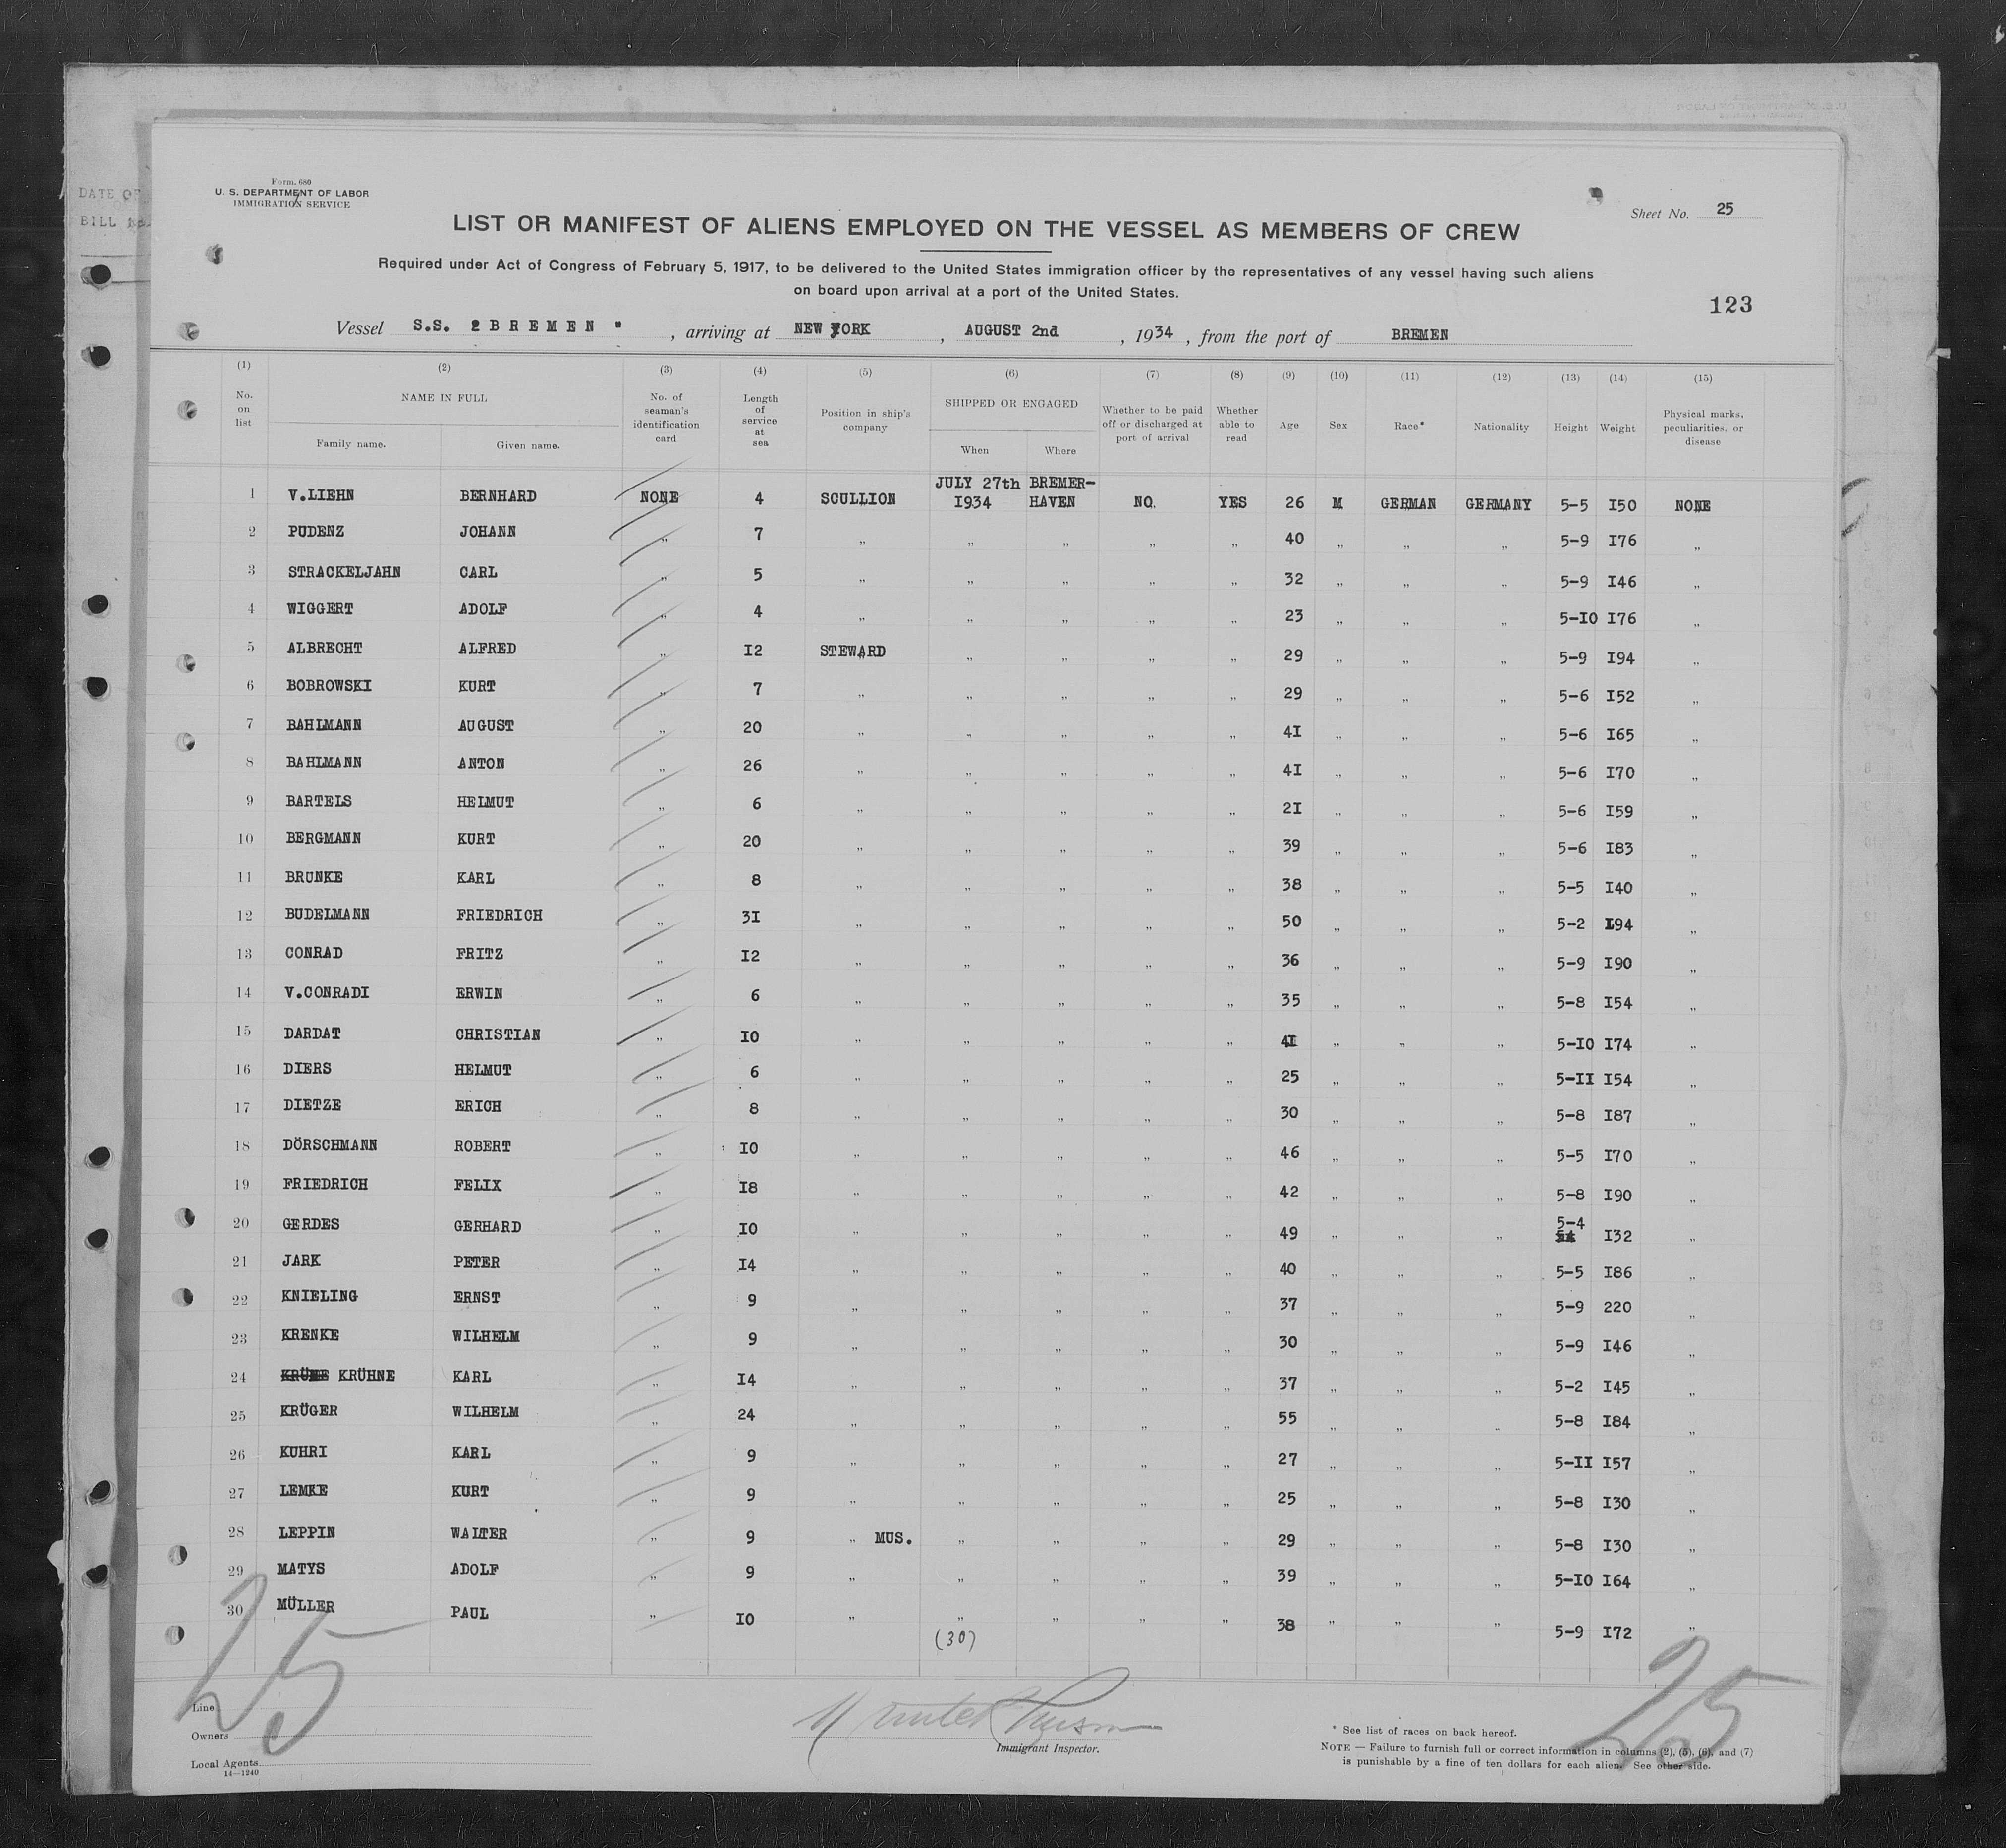 DATE OF
BILL No.
Form 680
U. S. DEPARTMENT OF LABOR
IMMIGRATION SERVICE
Sheet No. 25
LIST OR MANIFEST OF ALIENS EMPLOYED ON THE VESSEL AS MEMBERS OF CREW
Required under Act of Congress of February 5, 1917, to be delivered to the United States immigration officer by the representatives of any vessel having such aliens
on board upon arrival at a port of the United States.
123
Vessel S.S. 2 B R E M E N ", arriving at NEW YORK, AUGUST 2nd, 1934, from the port of BREMEN
(1) (2) (3) (4) (5) (6) (7) (8) (9) (10) (11) (12) (13) (14) (15)
No. on list NAME IN FULL Family name. Given name. No. of seaman's identification card Length of service at sea Position in ship's company SHIPPED OR ENGAGED When Where Whether to be paid off or discharged at port of arrival Whether able to read Age Sex Race* Nationality Height Weight Physical marks, peculiarities, or disease
1 V.LIEHN BERNHARD NONE 4 SCULLION JULY 27th I934 BREMER-HAVEN NO. YES 26 M GERMAN GERMANY 5-5 I50 NONE
2 PUDENZ JOHANN " 7 " " " " " 40 " " " 5-9 I76 "
3 STRACKELJAHN CARL " 5 " " " " " 32 " " " 5-9 I46 "
4 WIGGERT ADOLF " 4 " " " " " 23 " " " 5-I0 I76 "
5 ALBRECHT ALFRED " I2 STEWARD " " " " 29 " " " 5-9 I94 "
6 BOBROWSKI KURT " 7 " " " " " 29 " " " 5-6 I52 "
7 BAHLMANN AUGUST " 20 " " " " " 4I " " " 5-6 I65 "
8 BAHLMANN ANTON " 26 " " " " " 4I " " " 5-6 I70 "
9 BARTELS HELMUT " 6 " " " " " 2I " " " 5-6 I59 "
10 BERGMANN KURT " 20 " " " " " 39 " " " 5-6 I83 "
11 BRUNKE KARL " 8 " " " " " 38 " " " 5-5 I40 "
12 BUDELMANN FRIEDRICH " 3I " " " " " 50 " " " 5-2 I94 "
13 CONRAD FRITZ " I2 " " " " " 36 " " " 5-9 I90 "
14 V.CONRADI ERWIN " 6 " " " " " 35 " " " 5-8 I54 "
15 DARDAT CHRISTIAN " I0 " " " " " 4I " " " 5-I0 I74 "
16 DIERS HELMUT " 6 " " " " " 25 " " " 5-II I54 "
17 DIETZE ERICH " 8 " " " " " 30 " " " 5-8 I87 "
18 DÖRSCHMANN ROBERT " I0 " " " " " 46 " " " 5-5 I70 "
19 FRIEDRICH FELIX " I8 " " " " " 42 " " " 5-8 I90 "
20 GERDES GERHARD " I0 " " " " " 49 " " " 5-4 I32 "
21 JARK PETER " I4 " " " " " 40 " " " 5-5 I86 "
22 KNIELING ERNST " 9 " " " " " 37 " " " 5-9 220 "
23 KRENKE WILHELM " 9 " " " " " 30 " " " 5-9 I46 "
24 KRÜNE KRÜHNE KARL " I4 " " " " " 37 " " " 5-2 I45 "
25 KRÜGER WILHELM " 24 " " " " " 55 " " " 5-8 I84 "
26 KUHRI KARL " 9 " " " " " 27 " " " 5-II I57 "
27 LEMKE KURT " 9 " " " " " 25 " " " 5-8 I30 "
28 LEPPIN WALTER " 9 " MUS. " " " " 29 " " " 5-8 I30 "
29 MATYS ADOLF " 9 " " " " " 39 " " " 5-I0 I64 "
30 MÜLLER PAUL " I0 " " " " " 38 " " " 5-9 I72 "
(30)
25
25
Line
Owners
Local Agents
14—1240
Immigrant Inspector.
* See list of races on back hereof.
NOTE — Failure to furnish full or correct information in columns (2), (5), (6), and (7)
is punishable by a fine of ten dollars for each alien. See other side.